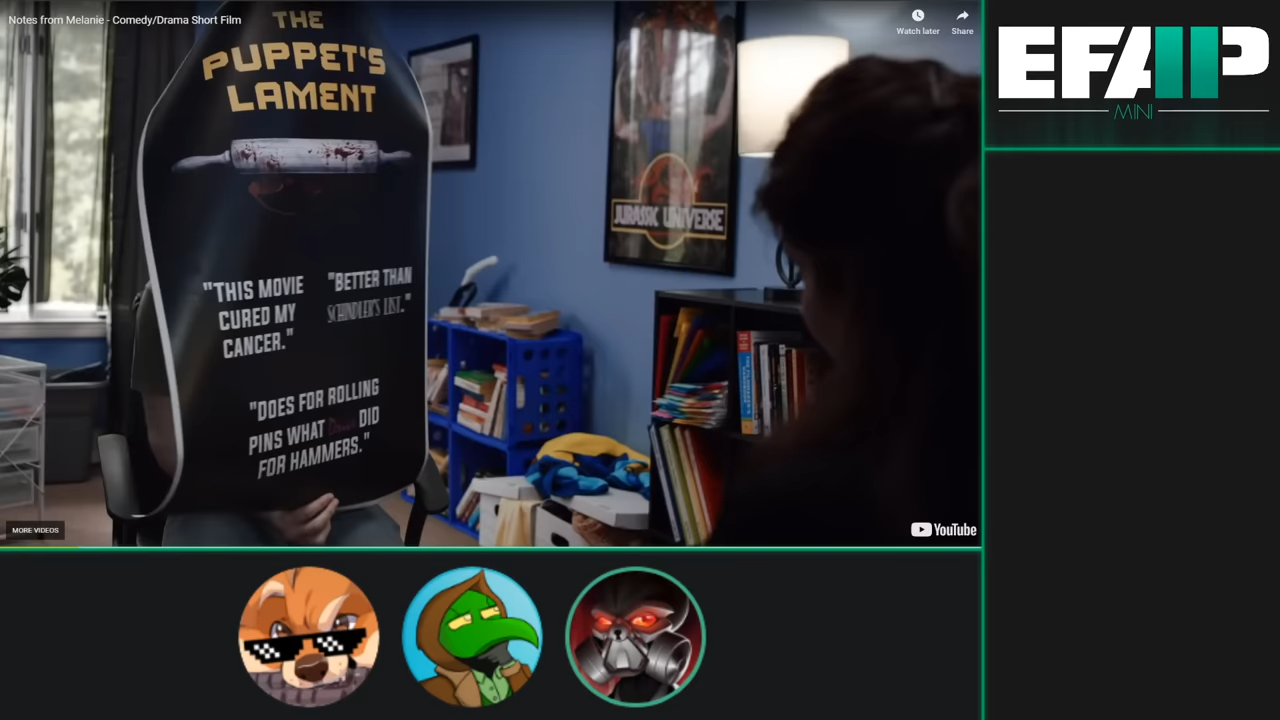 Notes from Melanie - Comedy/Drama Short Film
Watch later
Share
EFAP
MINI
THE
PUPPET'S
LAMENT
JURASSIC UNIVERSE
"THIS MOVIE
CURED MY
CANCER."
"BETTER THAN
SCHINDLER'S LIST."
"DOES FOR ROLLING
PINS WHAT DID
FOR HAMMERS."
MORE VIDEOS
YouTube